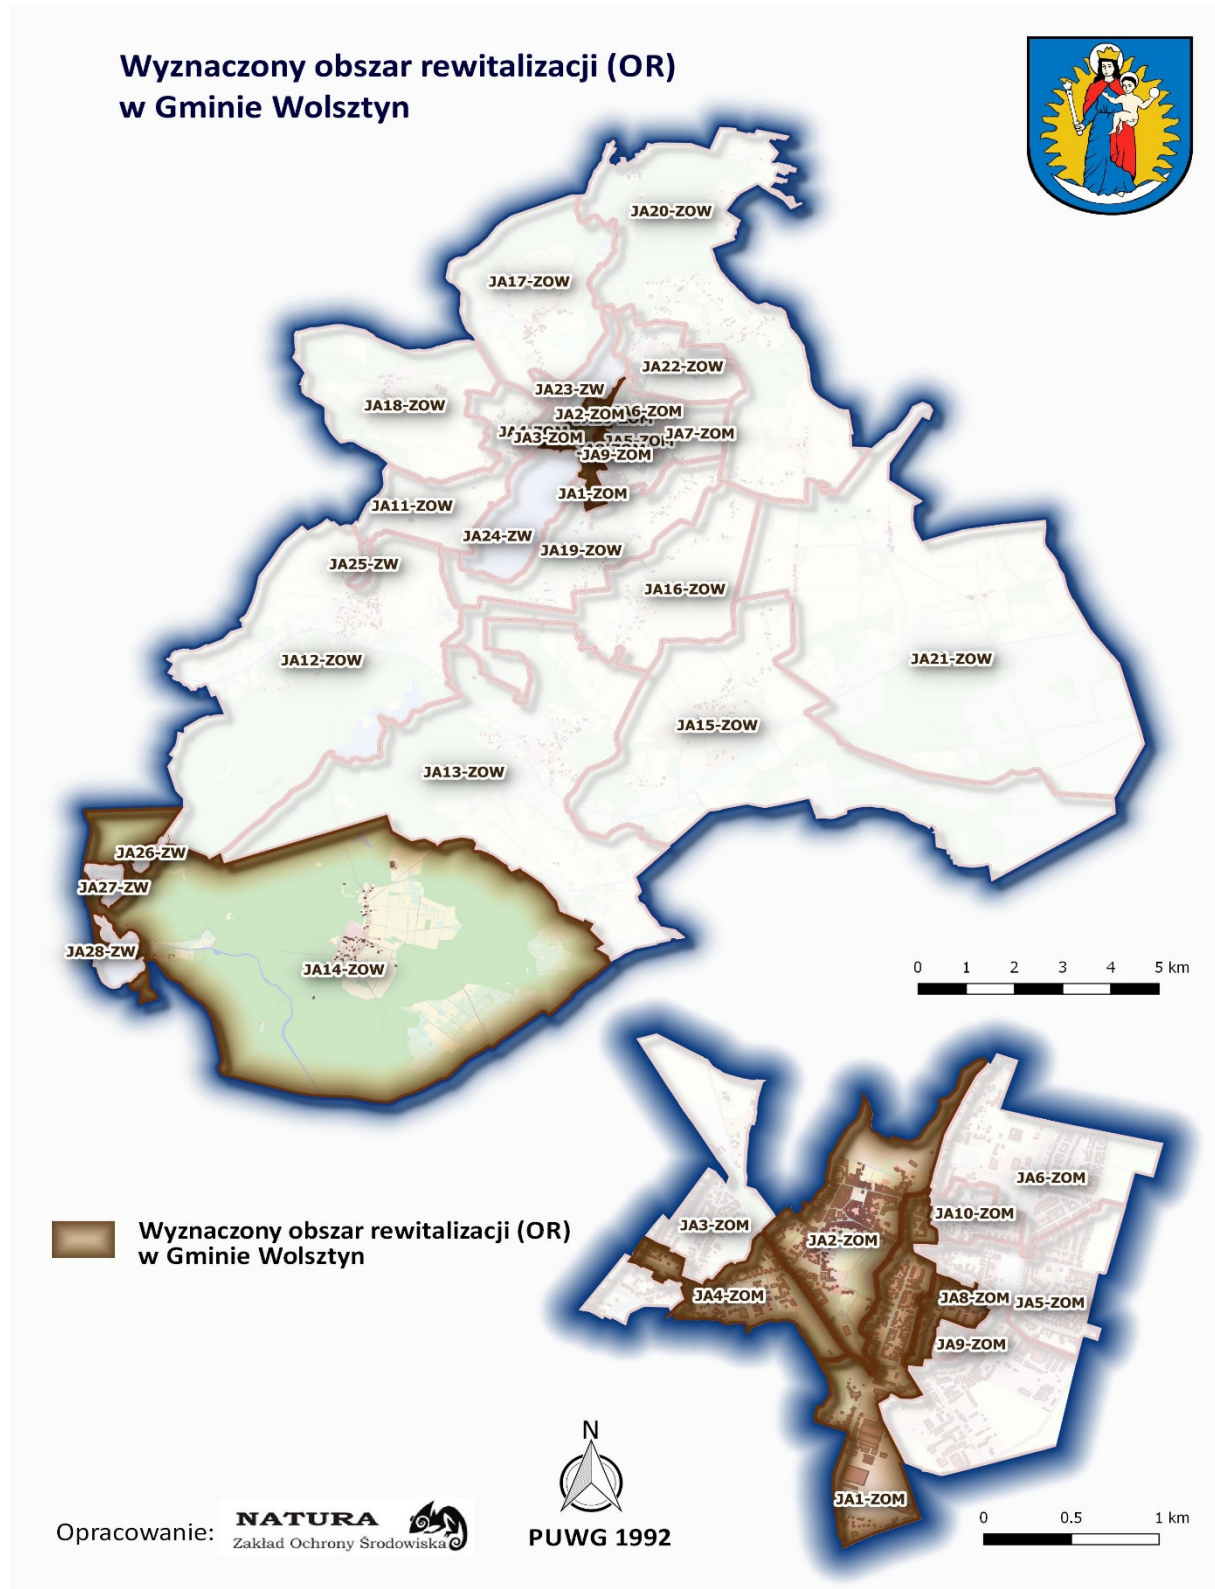 Wyznaczony obszar rewitalizacji (OR)
w Gminie Wolsztyn
JA20-ZOW
JA17-ZOW
JA22-ZOW
JA23-ZW
JA18-ZOW
JA2-ZOM
JA3-ZOM
JA7-ZOM
JA9-ZOM
JA1-ZOM
JA11-ZOW
JA24-ZW
JA19-ZOW
JA25-ZW
JA16-ZOW
JA12-ZOW
JA21-ZOW
JA15-ZOW
JA13-ZOW
JA26-ZW
JA27-ZW
JA28-ZW
JA14-ZOW
0 1 2 3 4 5 km
JA6-ZOM
JA10-ZOM
JA3-ZOM
JA2-ZOM
JA4-ZOM
JA8-ZOM
JA5-ZOM
JA9-ZOM
JA1-ZOM
Wyznaczony obszar rewitalizacji (OR)
w Gminie Wolsztyn
N
PUWG 1992
0 0.5 1 km
Opracowanie:
NATURA
Zakład Ochrony Środowiska